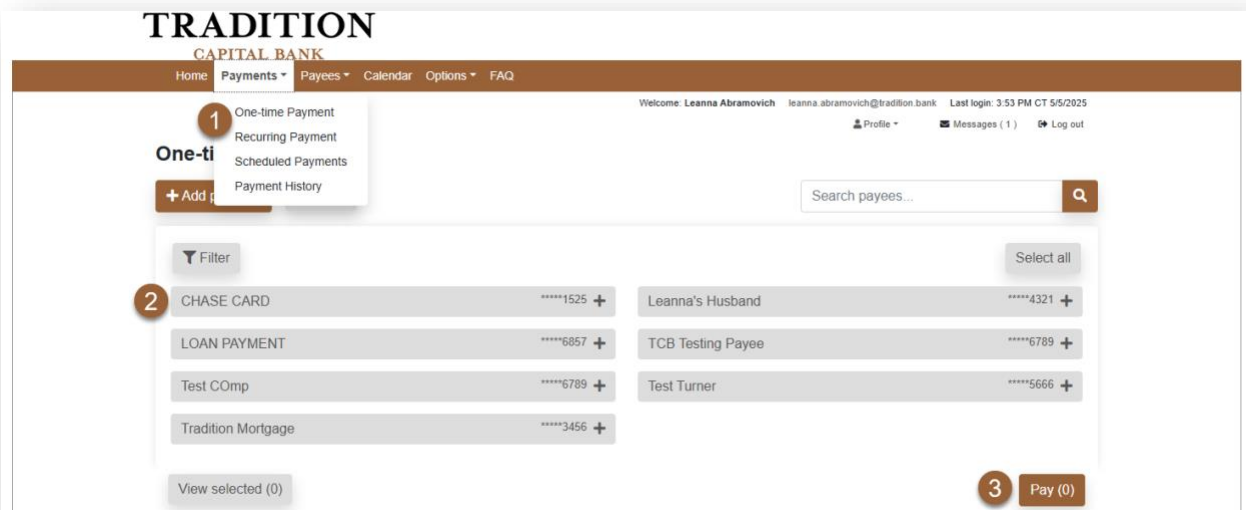 TRADITION
CAPITAL BANK
Home Payments Payees Calendar Options FAQ
Welcome: Leanna Abramovich leanna.abramovich@tradition.bank Last login: 3:53 PM CT 5/5/2025
Profile Messages ( 1 ) Log out
1
One-time Payment
Recurring Payment
Scheduled Payments
Payment History
One-ti
+ Add p
Search payees...
Filter
Select all
2
CHASE CARD *****1525 +
Leanna's Husband *****4321 +
LOAN PAYMENT *****6857 +
TCB Testing Payee *****6789 +
Test COmp *****6789 +
Test Turner *****5666 +
Tradition Mortgage *****3456 +
View selected (0)
3
Pay (0)